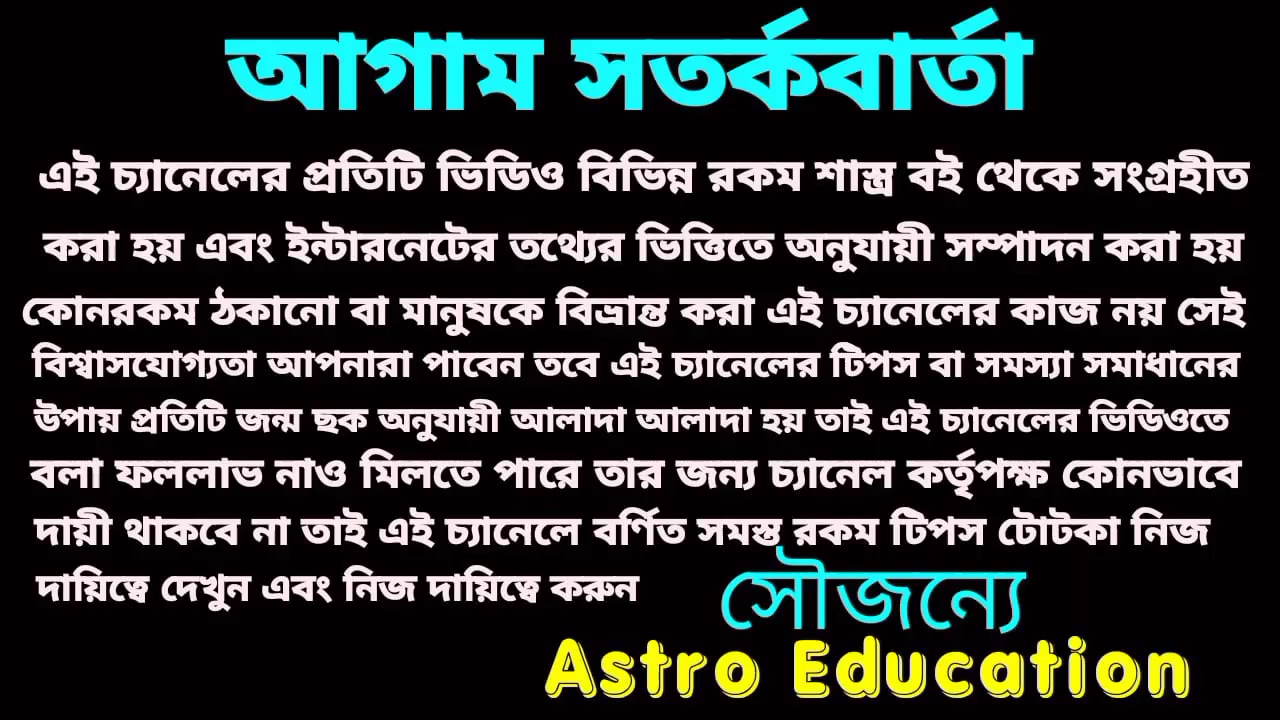 আগাম সতর্কবার্তা
এই চ্যানেলের প্রতিটি ভিডিও বিভিন্ন রকম শাস্ত্র বই থেকে সংগ্রহীত
করা হয় এবং ইন্টারনেটের তথ্যের ভিত্তিতে অনুযায়ী সম্পাদন করা হয়
কোনরকম ঠকানো বা মানুষকে বিভ্রান্ত করা এই চ্যানেলের কাজ নয় সেই
বিশ্বাসযোগ্যতা আপনারা পাবেন তবে এই চ্যানেলের টিপস বা সমস্যা সমাধানের
উপায় প্রতিটি জন্ম ছক অনুযায়ী আলাদা আলাদা হয় তাই এই চ্যানেলের ভিডিওতে
বলা ফললাভ নাও মিলতে পারে তার জন্য চ্যানেল কর্তৃপক্ষ কোনভাবে
দায়ী থাকবে না তাই এই চ্যানেলে বর্ণিত সমস্ত রকম টিপস টোটকা নিজ
দায়িত্বে দেখুন এবং নিজ দায়িত্বে করুন
সৌজন্যে
Astro Education